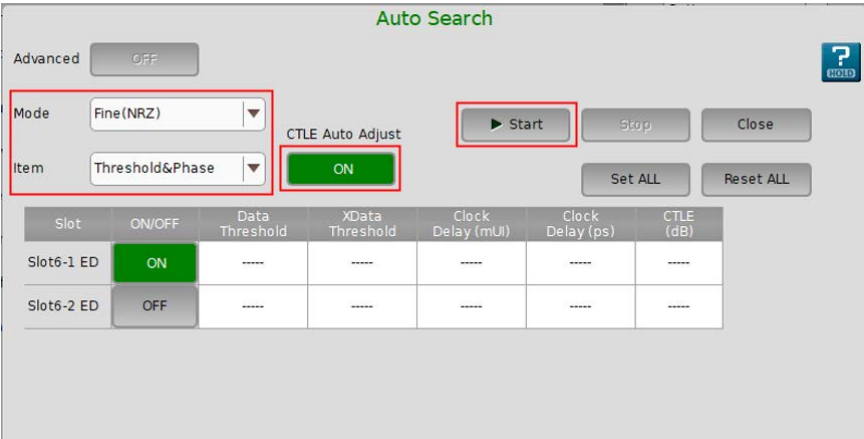 Auto Search
Advanced OFF
?
HOLD
Mode Fine(NRZ)
CTLE Auto Adjust
Start Stop Close
Item Threshold&Phase ON
Set ALL Reset ALL
Slot ON/OFF Data Threshold XData Threshold Clock Delay (mUI) Clock Delay (ps) CTLE (dB)
Slot6-1 ED ON ----- ----- ----- ----- -----
Slot6-2 ED OFF ----- ----- ----- ----- -----